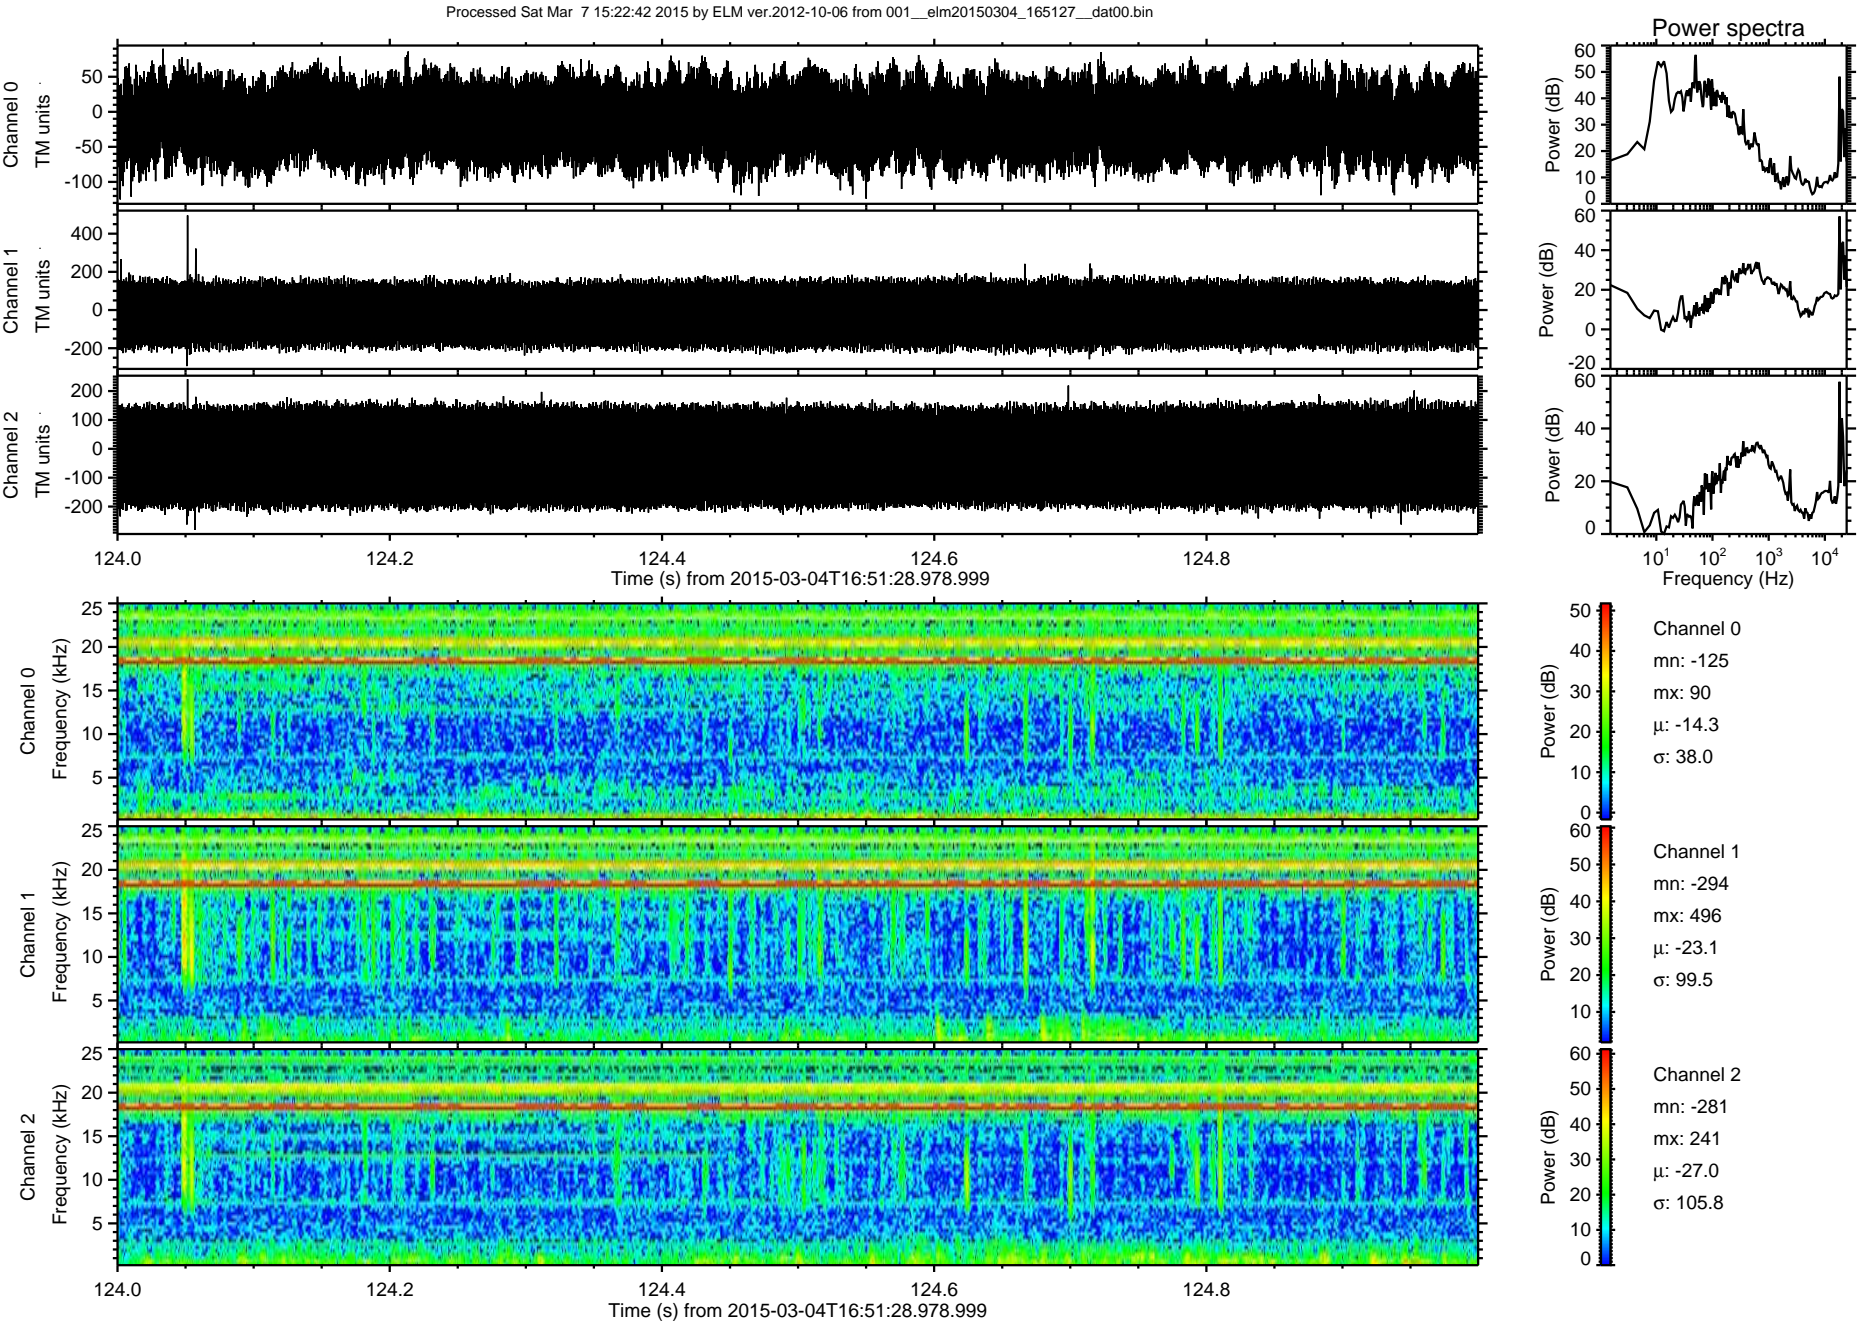 Processed Sat Mar  7 15:22:42 2015 by ELM ver.2012-10-06 from 001__elm20150304_165127__dat00.bin
Power spectra
Channel 0
TM units
50
0
-50
-100
Power (dB)
60
50
40
30
20
10
0
Channel 1
TM units
400
200
0
-200
Power (dB)
60
40
20
0
-20
Channel 2
TM units
200
100
0
-100
-200
Power (dB)
60
40
20
0
124.0 124.2 124.4 124.6 124.8
Time (s) from 2015-03-04T16:51:28.978.999
10^1 10^2 10^3 10^4
Frequency (Hz)
Channel 0
Frequency (kHz)
25
20
15
10
5
Power (dB)
50
40
30
20
10
0
Channel 0
mn: -125
mx: 90
μ: -14.3
σ: 38.0
Channel 1
Frequency (kHz)
25
20
15
10
5
Power (dB)
60
50
40
30
20
10
Channel 1
mn: -294
mx: 496
μ: -23.1
σ: 99.5
Channel 2
Frequency (kHz)
25
20
15
10
5
Power (dB)
60
50
40
30
20
10
0
Channel 2
mn: -281
mx: 241
μ: -27.0
σ: 105.8
124.0 124.2 124.4 124.6 124.8
Time (s) from 2015-03-04T16:51:28.978.999